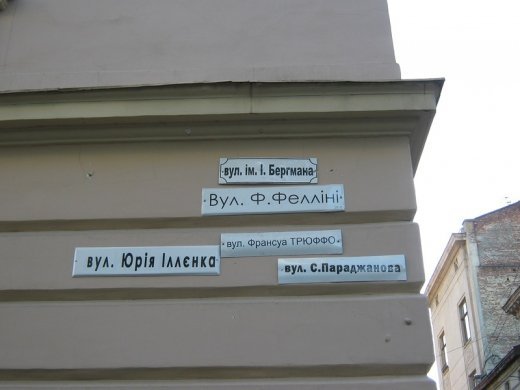 вул. ім. І. Бергмана
Вул. Ф.Фелліні
вул. Франсуа ТРЮФФО
вул. Юрія Іллєнка
вул. С.Параджанова